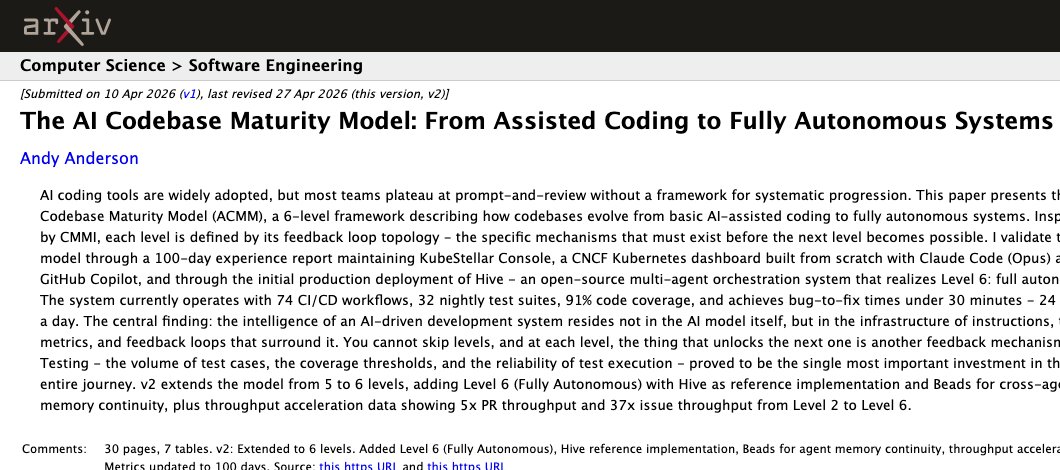 arXiv
Computer Science > Software Engineering
[Submitted on 10 Apr 2026 (v1), last revised 27 Apr 2026 (this version, v2)]
The AI Codebase Maturity Model: From Assisted Coding to Fully Autonomous Systems
Andy Anderson
AI coding tools are widely adopted, but most teams plateau at prompt-and-review without a framework for systematic progression. This paper presents
Codebase Maturity Model (ACMM), a 6-level framework describing how codebases evolve from basic AI-assisted coding to fully autonomous systems.
by CMMI, each level is defined by its feedback loop topology – the specific mechanisms that must exist before the next level becomes possible. I validate
model through a 100-day experience report maintaining KubeStellar Console, a CNCF Kubernetes dashboard built from scratch with Claude Code (Opus)
GitHub Copilot, and through the initial production deployment of Hive – an open-source multi-agent orchestration system that realizes Level 6: full
The system currently operates with 74 CI/CD workflows, 32 nightly test suites, 91% code coverage, and achieves bug-to-fix times under 30 minutes – 24
a day. The central finding: the intelligence of an AI-driven development system resides not in the AI model itself, but in the infrastructure of instructions,
metrics, and feedback loops that surround it. You cannot skip levels, and at each level, the thing that unlocks the next one is another feedback mechanism
Testing – the volume of test cases, the coverage thresholds, and the reliability of test execution – proved to be the single most important investment in
entire journey. v2 extends the model from 5 to 6 levels, adding Level 6 (Fully Autonomous) with Hive as reference implementation and Beads for
memory continuity, plus throughput acceleration data showing 5x PR throughput and 37x issue throughput from Level 2 to Level 6.
Comments: 30 pages, 7 tables. v2: Extended to 6 levels. Added Level 6 (Fully Autonomous), Hive reference implementation, Beads for agent memory continuity, throughput
Metrics updated to 100 days. Source: this https URL and this https URL